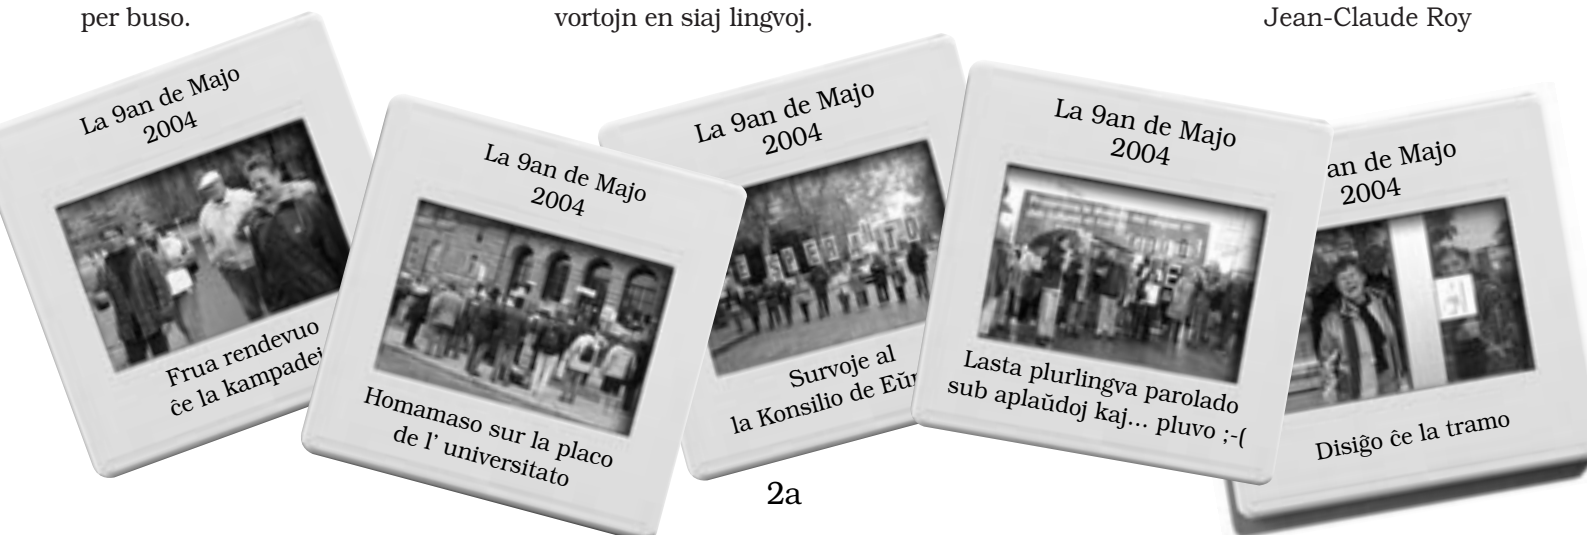 per buso.
vortojn en siaj lingvoj.
Jean-Claude Roy
La 9an de Majo
2004
Frua rendevuo
ĉe la kampadej
La 9an de Majo
2004
Homamaso sur la placo
de l’ universitato
La 9an de Majo
2004
ESPERANTO
Survoje al
la Konsilio de Eŭr
La 9an de Majo
2004
Lasta plurlingva parolado
sub aplaŭdoj kaj... pluvo ;-(
an de Majo
2004
Disiĝo ĉe la tramo
2a